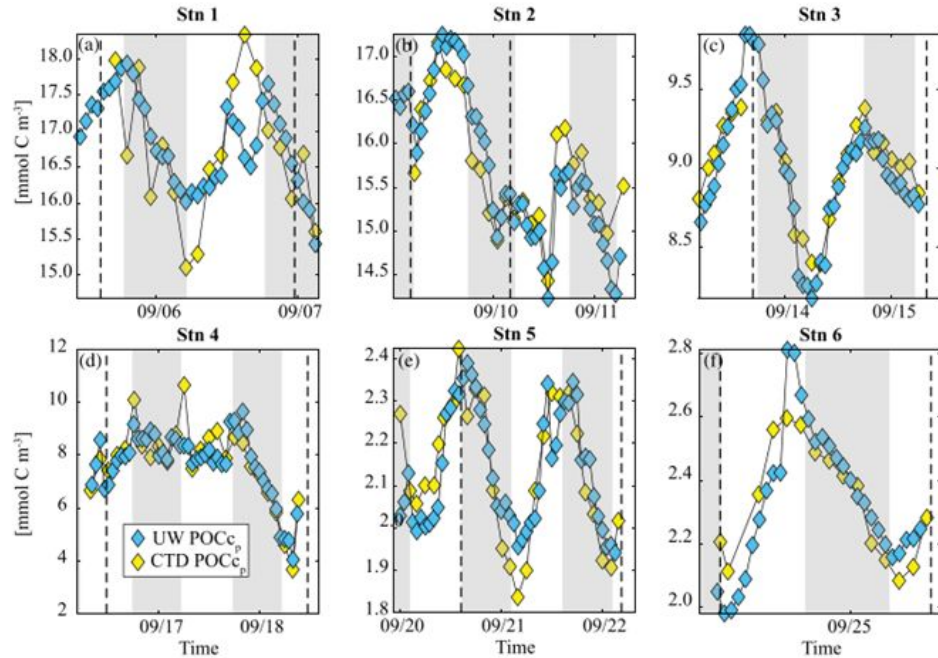 Stn 1 Stn 2 Stn 3
(a) (b) (c)
[mmol C m⁻³]
18.0 17.5 17.0 16.5 16.0 15.5 15.0
17.0 16.5 16.0 15.5 15.0 14.5
9.5 9.0 8.5
09/06 09/07 09/10 09/11 09/14 09/15
Stn 4 Stn 5 Stn 6
(d) (e) (f)
[mmol C m⁻³]
12 10 8 6 4 2
2.4 2.3 2.2 2.1 2.0 1.9 1.8
2.8 2.6 2.4 2.2 2.0
UW POCcₚ
CTD POCcₚ
09/17 09/18 09/20 09/21 09/22 09/25
Time Time Time